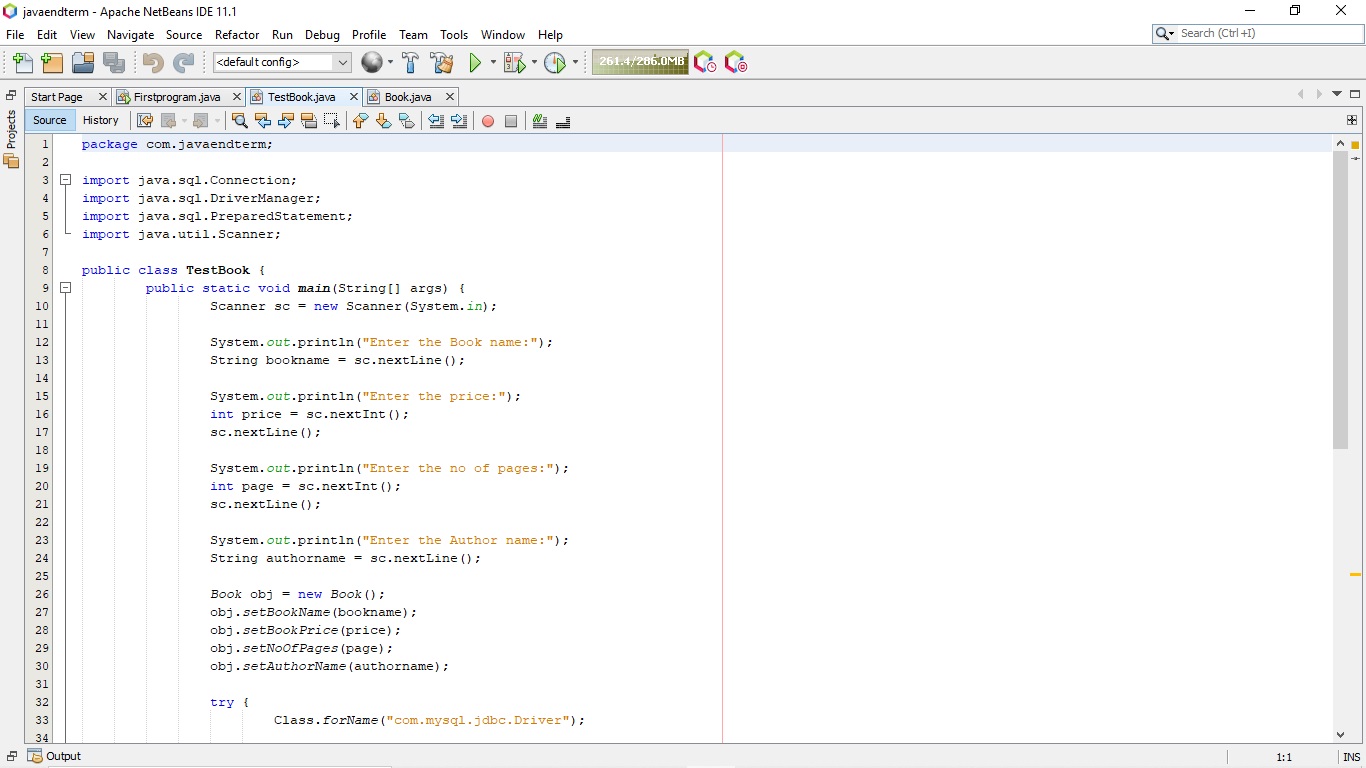 javaendterm - Apache NetBeans IDE 11.1
File Edit View Navigate Source Refactor Run Debug Profile Team Tools Window Help
Search (Ctrl+I)
<default config> 261.4/286.0MB
Start Page Firstprogram.java TestBook.java Book.java
Projects
Source History
1 package com.javaendterm;
2
3 import java.sql.Connection;
4 import java.sql.DriverManager;
5 import java.sql.PreparedStatement;
6 import java.util.Scanner;
7
8 public class TestBook {
9 public static void main(String[] args) {
10 Scanner sc = new Scanner(System.in);
11
12 System.out.println("Enter the Book name:");
13 String bookname = sc.nextLine();
14
15 System.out.println("Enter the price:");
16 int price = sc.nextInt();
17 sc.nextLine();
18
19 System.out.println("Enter the no of pages:");
20 int page = sc.nextInt();
21 sc.nextLine();
22
23 System.out.println("Enter the Author name:");
24 String authorname = sc.nextLine();
25
26 Book obj = new Book();
27 obj.setBookName(bookname);
28 obj.setBookPrice(price);
29 obj.setNoOfPages(page);
30 obj.setAuthorName(authorname);
31
32 try {
33 Class.forName("com.mysql.jdbc.Driver");
34
Output
1:1 INS